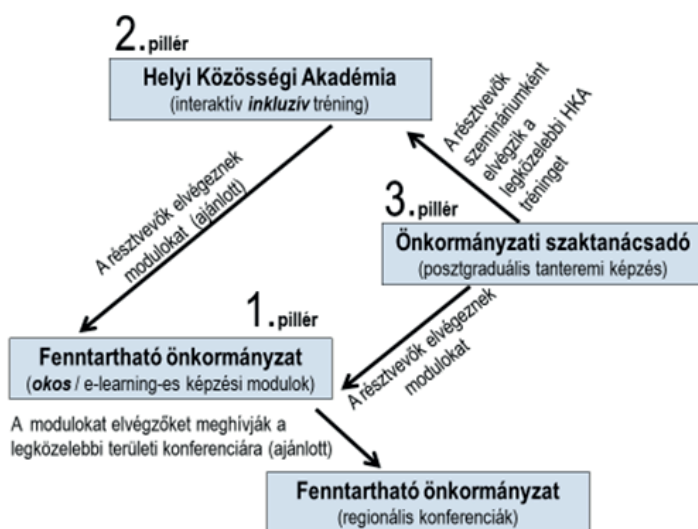 2.pillér
Helyi Közösségi Akadémia
(interaktív inkluzív tréning)
A résztvevők
szemináriumként
elvégzik a
legközelebbi HKA
tréninget
A résztvevők elvégeznek
modulokat (ajánlott)
3.pillér
Önkormányzati szaktanácsadó
(posztgraduális tantermi képzés)
1.pillér
Fenntartható önkormányzat
(okos / e-learning-es képzési modulok)
A résztvevők elvégeznek
modulokat
A modulokat elvégzőket meghívják a
legközelebbi területi konferenciára (ajánlott)
Fenntartható önkormányzat
(regionális konferenciák)